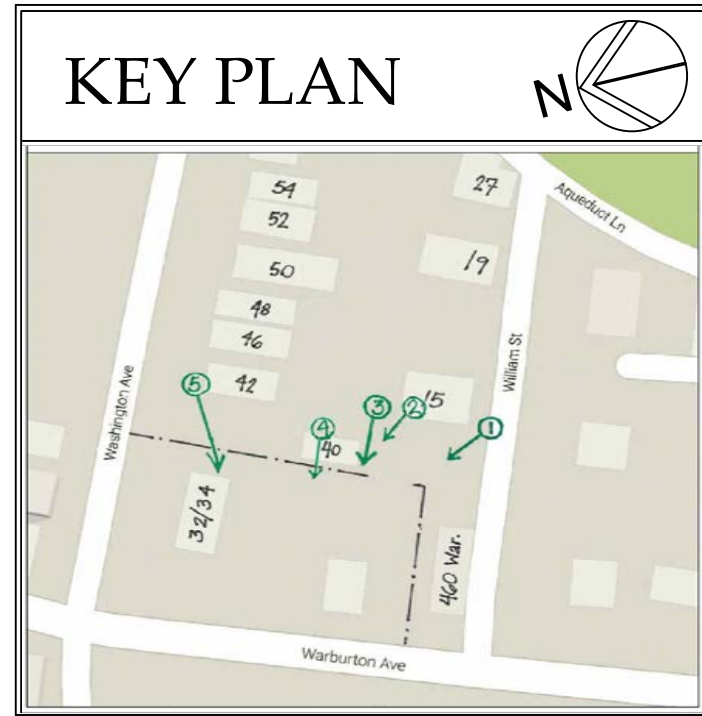 KEY PLAN
N
54
27
Aqueduct Ln
52
50
19
48
46
William St
Washington Ave
5
42
15
3
2
4
1
40
32/34
460 War.
Warburton Ave